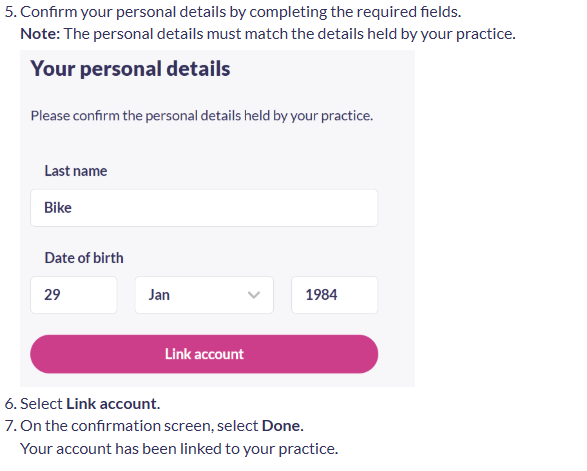 5. Confirm your personal details by completing the required fields.
Note: The personal details must match the details held by your practice.
Your personal details
Please confirm the personal details held by your practice.
Last name
Bike
Date of birth
29 Jan 1984
Link account
6. Select Link account.
7. On the confirmation screen, select Done.
Your account has been linked to your practice.